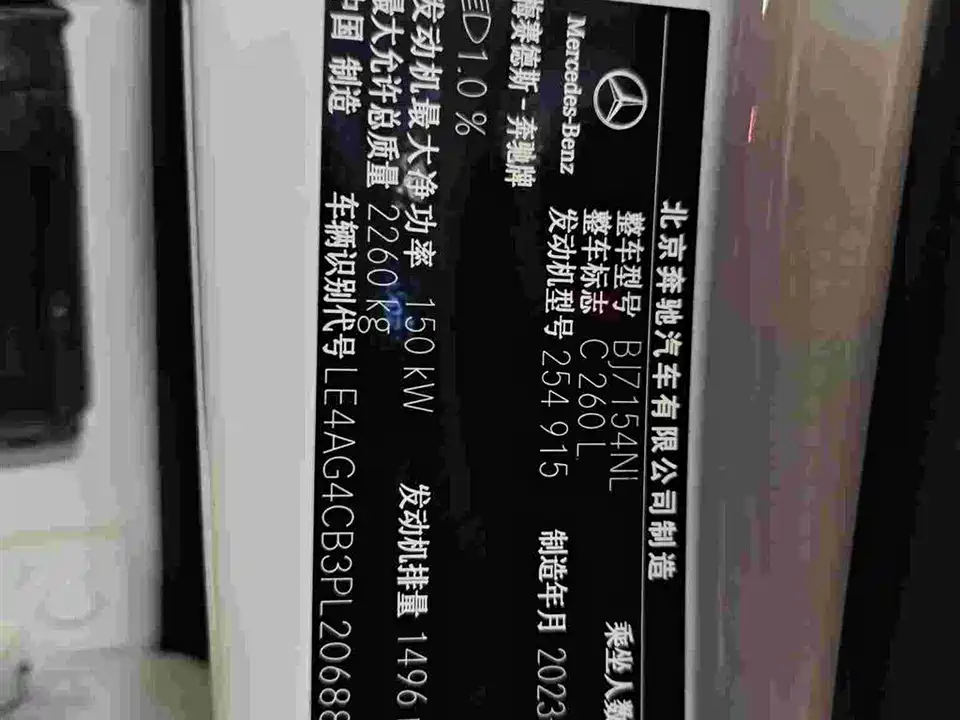 北京奔驰汽车有限公司制造
Mercedes-Benz
梅赛德斯-奔驰牌
整车型号 BJ7154NL 乘坐人数
整车标志 C 260 L
发动机型号 254 915 制造年月 2023-
1.0 %
发动机最大净功率 150 kW 发动机排量 1496
最大允许总质量 2260 kg
中国 制造 车辆识别代号 LE4AG4CB3PL20688